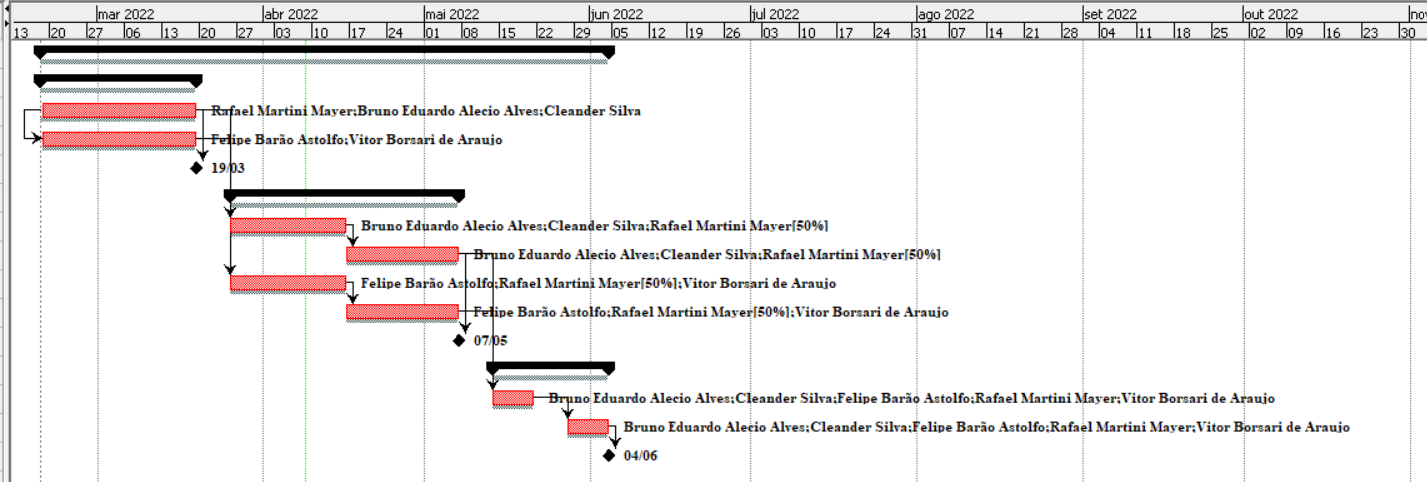 mar 2022 abr 2022 mai 2022 jun 2022 jul 2022 ago 2022 set 2022 out 2022 nov
13 20 27 06 13 20 27 03 10 17 24 01 08 15 22 29 05 12 19 26 03 10 17 24 31 07 14 21 28 04 11 18 25 02 09 16 23 30
Rafael Martini Mayer;Bruno Eduardo Alecio Alves;Cleander Silva
Felipe Barão Astolfo;Vitor Borsari de Araujo
19/03
Bruno Eduardo Alecio Alves;Cleander Silva;Rafael Martini Mayer[50%]
Bruno Eduardo Alecio Alves;Cleander Silva;Rafael Martini Mayer[50%]
Felipe Barão Astolfo;Rafael Martini Mayer[50%];Vitor Borsari de Araujo
Felipe Barão Astolfo;Rafael Martini Mayer[50%];Vitor Borsari de Araujo
07/05
Bruno Eduardo Alecio Alves;Cleander Silva;Felipe Barão Astolfo;Rafael Martini Mayer;Vitor Borsari de Araujo
Bruno Eduardo Alecio Alves;Cleander Silva;Felipe Barão Astolfo;Rafael Martini Mayer;Vitor Borsari de Araujo
04/06